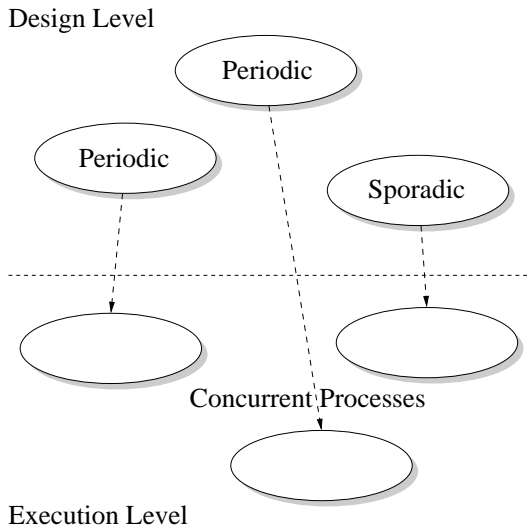 Design Level
Periodic
Periodic
Sporadic
Concurrent Processes
Execution Level